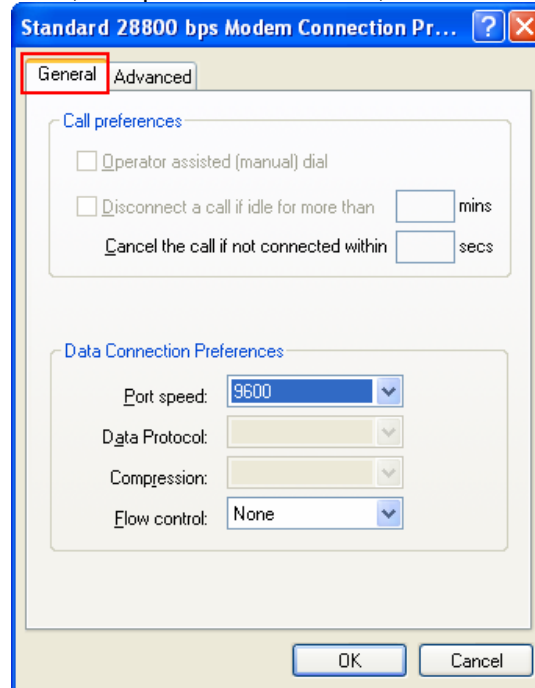 Standard 28800 bps Modem Connection Pr...
General Advanced
Call preferences
Operator assisted (manual) dial
Disconnect a call if idle for more than mins
Cancel the call if not connected within secs
Data Connection Preferences
Port speed: 9600
Data Protocol:
Compression:
Flow control: None
OK Cancel